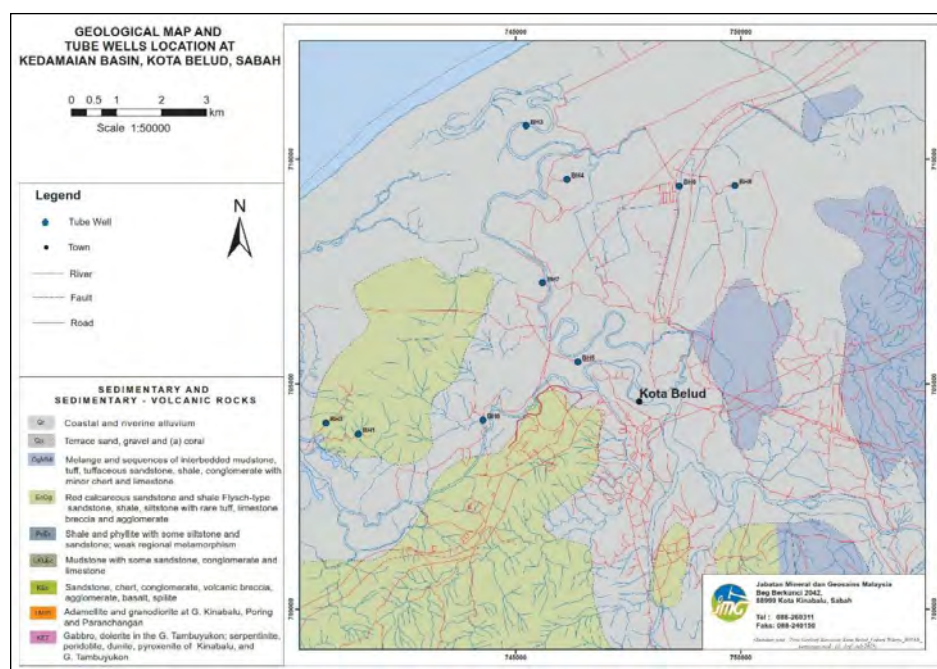 GEOLOGICAL MAP AND
TUBE WELLS LOCATION AT
KEDAMAIAN BASIN, KOTA BELUD, SABAH
0 0.5 1 2 3
km
Scale 1:50000
Legend
N
Tube Well
Town
River
Fault
Road
SEDIMENTARY AND
SEDIMENTARY - VOLCANIC ROCKS
Coastal and riverine alluvium
Terrace sand, gravel and (a) coral
Melange and sequences of interbedded mudstone,
tuff, tuffaceous sandstone, shale, conglomerate with
minor chert and limestone
Red calcareous sandstone and shale Flysch-type
sandstone, shale, siltstone with rare tuff, limestone
breccia and agglomerate
Shale and phyllite with some siltstone and
sandstone; weak regional metamorphism
Mudstone with some sandstone, conglomerate and
limestone
Sandstone, chert, conglomerate, volcanic breccia,
agglomerate, basalt, spilite
Adamellite and granodiorite at G. Kinabalu, Poring
and Paranchangan
Gabbro, dolerite in the G. Tambuyukon; serpentinite,
peridotite, dunite, pyroxenite of Kinabalu, and
G. Tambuyukon
745000 750000
710000 710000
BH3
BH4
BH7
705000 705000
Kota Belud
BH1
700000 700000
745000 750000
Jabatan Mineral dan Geosains Malaysia
Beg Berkunci 2042,
88999 Kota Kinabalu, Sabah
Tel : 088-260311
Faks: 088-240150